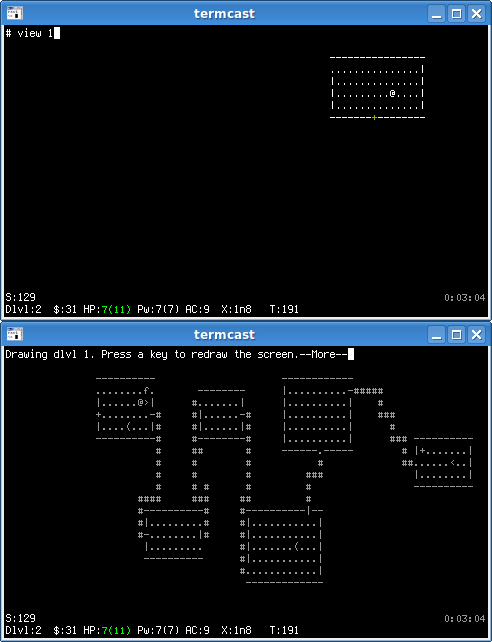 termcast
# view 1
----------------
...............|
|..............|
|.........@....|
|..............|
-------+--------
S:129
0:03:04
Dlvl:2 $:31 HP:7(11) Pw:7(7) AC:9 X:1n8 T:191
termcast
Drawing dlvl 1. Press a key to redraw the screen.--More--
S:129
0:03:04
Dlvl:2 $:31 HP:7(11) Pw:7(7) AC:9 X:1n8 T:191